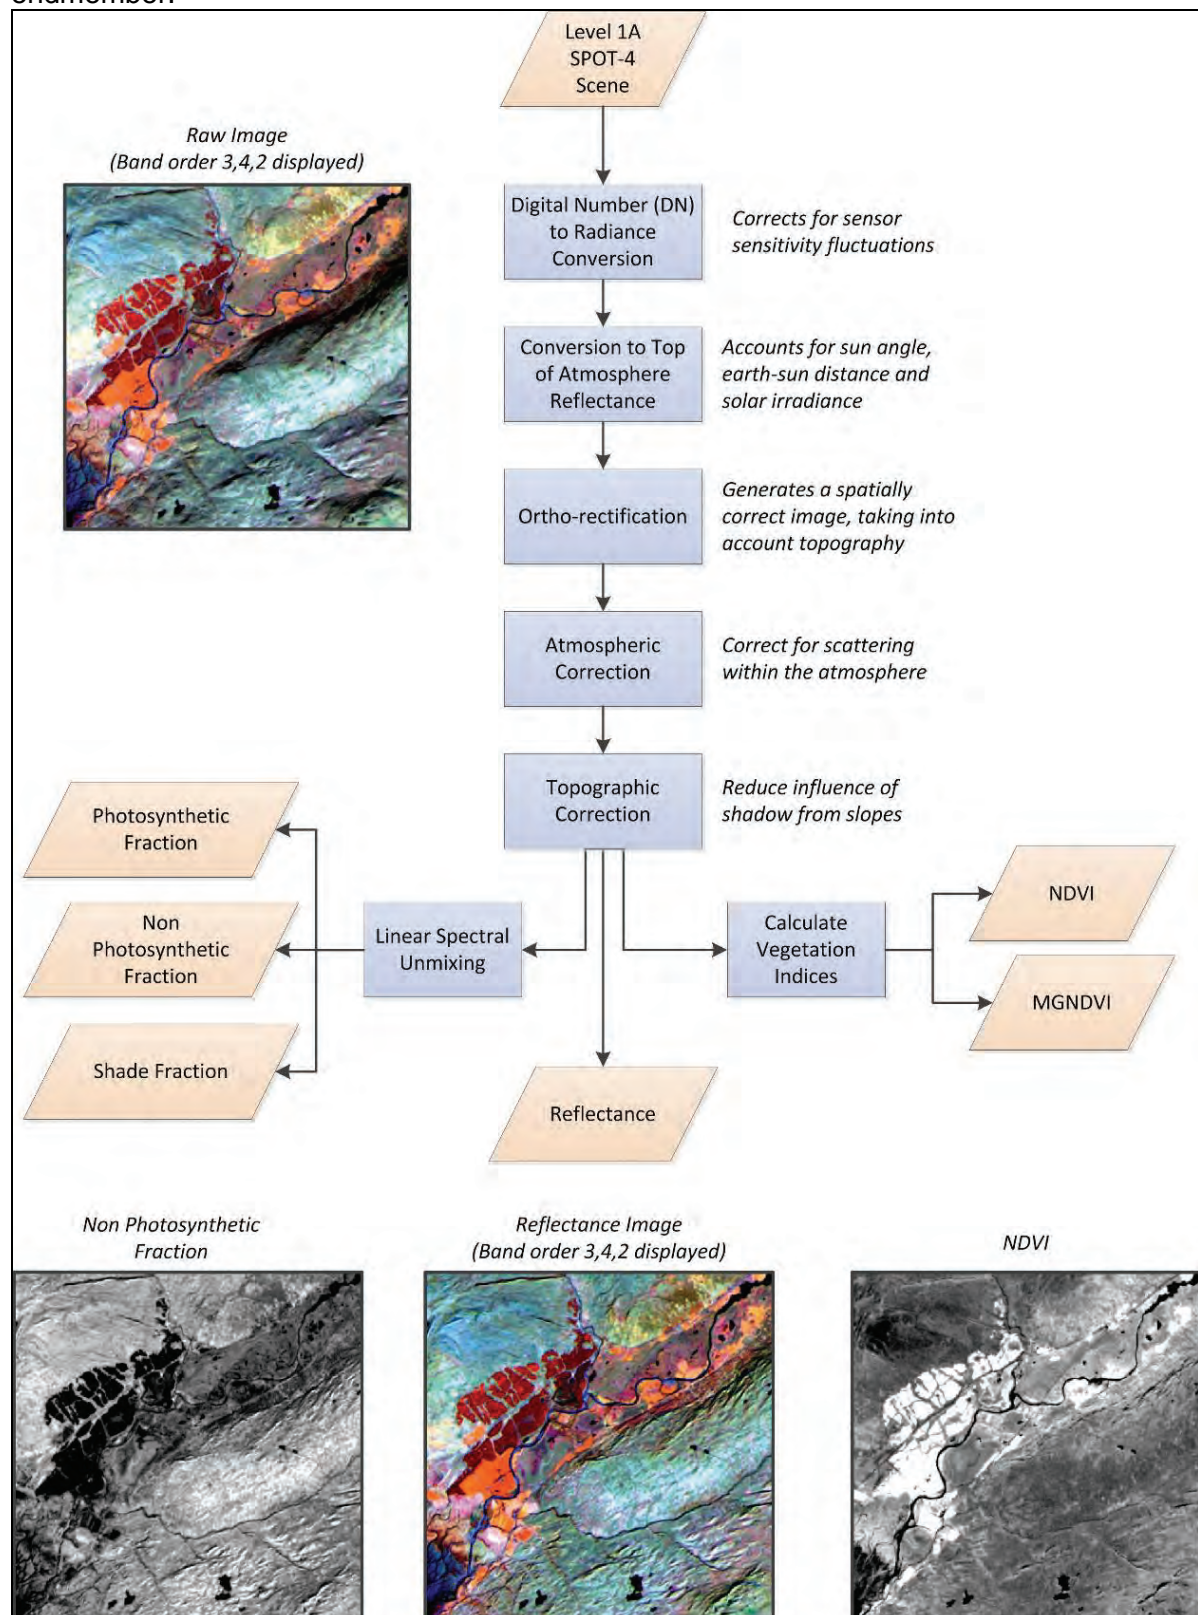 endmember.
Level 1A
SPOT-4
Scene
Raw Image
(Band order 3,4,2 displayed)
Digital Number (DN)
to Radiance
Conversion
Corrects for sensor
sensitivity fluctuations
Conversion to Top
of Atmosphere
Reflectance
Accounts for sun angle,
earth-sun distance and
solar irradiance
Ortho-rectification
Generates a spatially
correct image, taking into
account topography
Atmospheric
Correction
Correct for scattering
within the atmosphere
Topographic
Correction
Reduce influence of
shadow from slopes
Photosynthetic
Fraction
Non
Photosynthetic
Fraction
Shade Fraction
Linear Spectral
Unmixing
Calculate
Vegetation
Indices
NDVI
MGNDVI
Reflectance
Non Photosynthetic
Fraction
Reflectance Image
(Band order 3,4,2 displayed)
NDVI